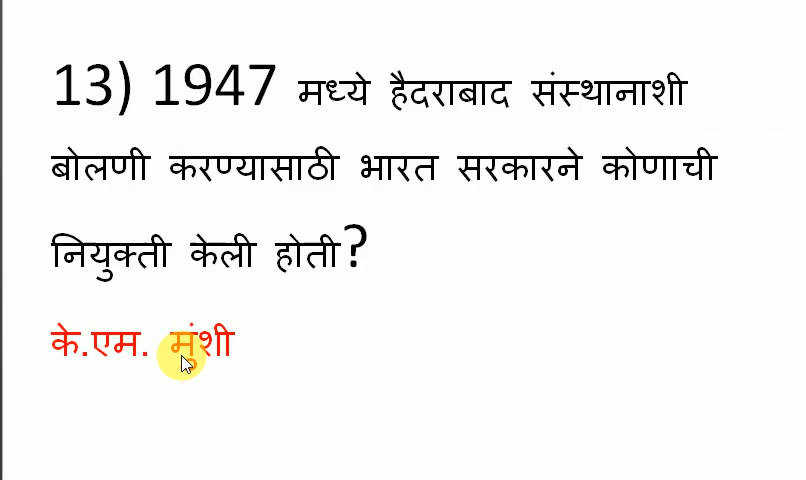 13) 1947 मध्ये हैदराबाद संस्थानाशी
बोलणी करण्यासाठी भारत सरकारने कोणाची
नियुक्ती केली होती?
के.एम. मुंशी